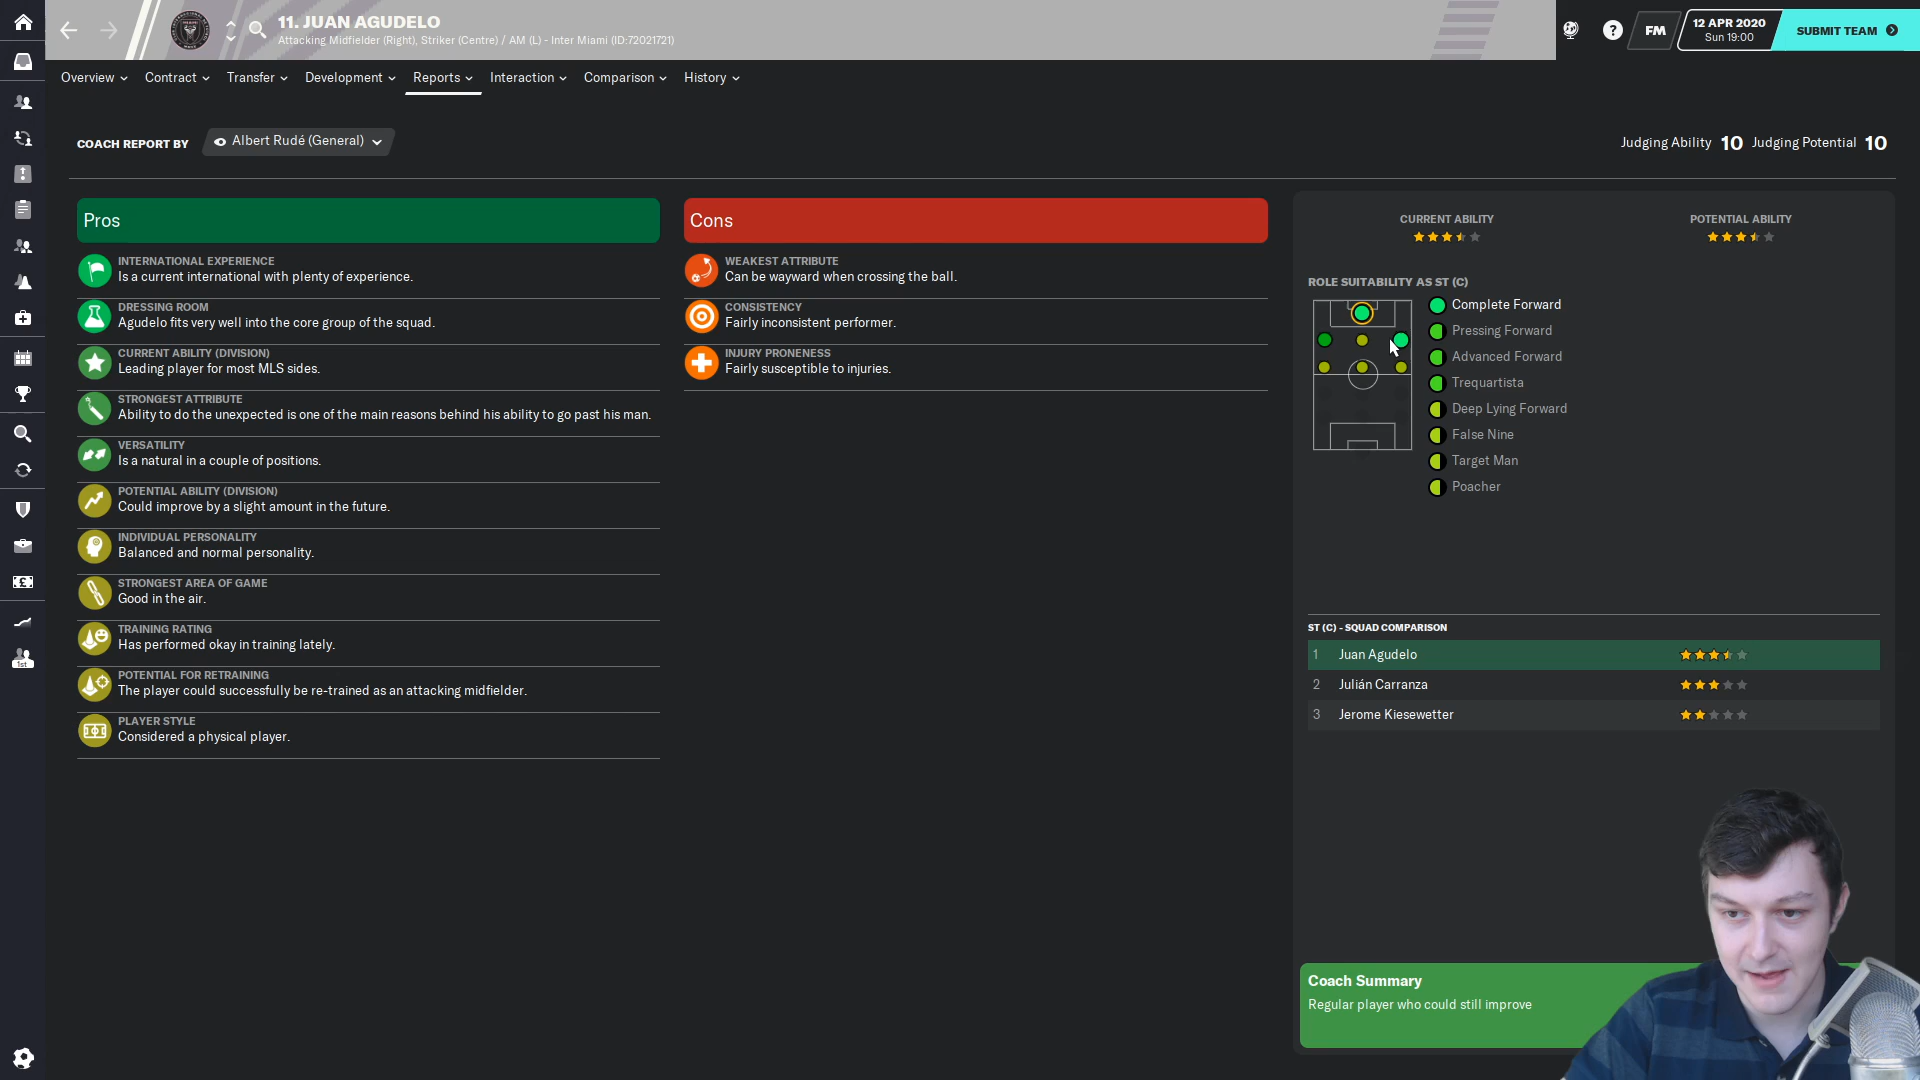 11. JUAN AGUDELO
Attacking Midfielder (Right), Striker (Centre) / AM (L) - Inter Miami (ID:72021721)
FM
12 APR 2020
Sun 19:00
SUBMIT TEAM
Overview
Contract
Transfer
Development
Reports
Interaction
Comparison
History
COACH REPORT BY
Albert Rudé (General)
Judging Ability 10 Judging Potential 10
Pros
INTERNATIONAL EXPERIENCE
Is a current international with plenty of experience.
DRESSING ROOM
Agudelo fits very well into the core group of the squad.
CURRENT ABILITY (DIVISION)
Leading player for most MLS sides.
STRONGEST ATTRIBUTE
Ability to do the unexpected is one of the main reasons behind his ability to go past his man.
VERSATILITY
Is a natural in a couple of positions.
POTENTIAL ABILITY (DIVISION)
Could improve by a slight amount in the future.
INDIVIDUAL PERSONALITY
Balanced and normal personality.
STRONGEST AREA OF GAME
Good in the air.
TRAINING RATING
Has performed okay in training lately.
POTENTIAL FOR RETRAINING
The player could successfully be re-trained as an attacking midfielder.
PLAYER STYLE
Considered a physical player.
Cons
WEAKEST ATTRIBUTE
Can be wayward when crossing the ball.
CONSISTENCY
Fairly inconsistent performer.
INJURY PRONENESS
Fairly susceptible to injuries.
CURRENT ABILITY
POTENTIAL ABILITY
ROLE SUITABILITY AS ST (C)
Complete Forward
Pressing Forward
Advanced Forward
Trequartista
Deep Lying Forward
False Nine
Target Man
Poacher
ST (C) - SQUAD COMPARISON
1 Juan Agudelo
2 Julián Carranza
3 Jerome Kiesewetter
Coach Summary
Regular player who could still improve
1st